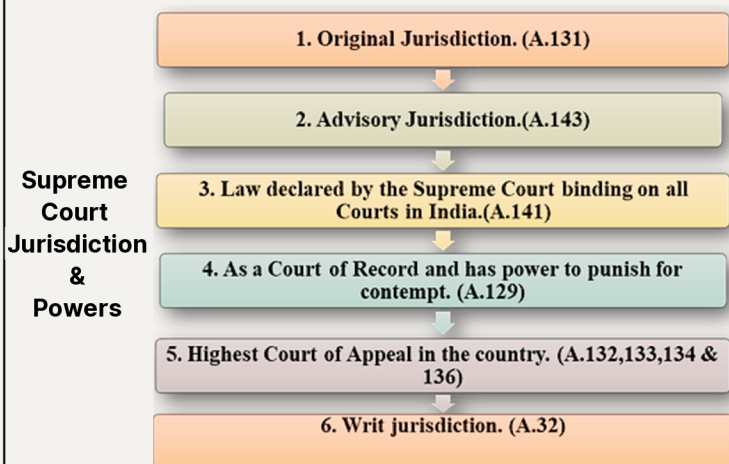 Supreme
Court
Jurisdiction
&
Powers
1. Original Jurisdiction. (A.131)
2. Advisory Jurisdiction.(A.143)
3. Law declared by the Supreme Court binding on all
Courts in India.(A.141)
4. As a Court of Record and has power to punish for
contempt. (A.129)
5. Highest Court of Appeal in the country. (A.132,133,134 &
136)
6. Writ jurisdiction. (A.32)